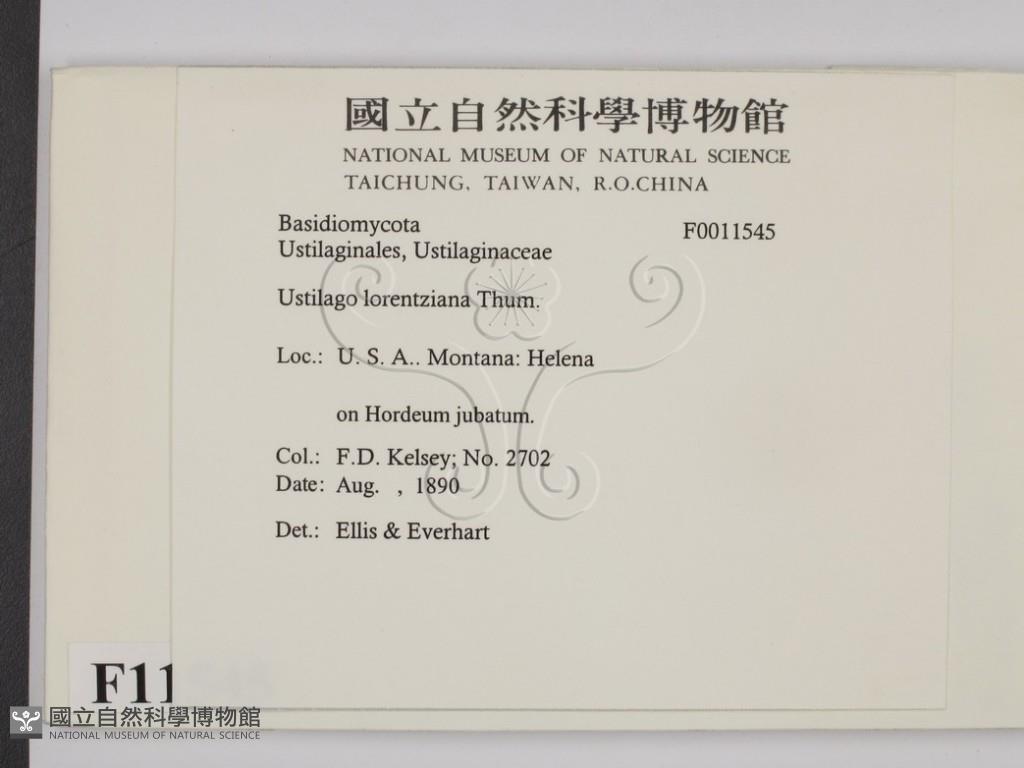 國立自然科學博物館
NATIONAL MUSEUM OF NATURAL SCIENCE
TAICHUNG, TAIWAN, R.O.CHINA
Basidiomycota F0011545
Ustilaginales, Ustilaginaceae
Ustilago lorentziana Thum.
Loc.: U. S. A.. Montana: Helena
on Hordeum jubatum.
Col.: F.D. Kelsey; No. 2702
Date: Aug. , 1890
Det.: Ellis & Everhart
F11
國立自然科學博物館
NATIONAL MUSEUM OF NATURAL SCIENCE